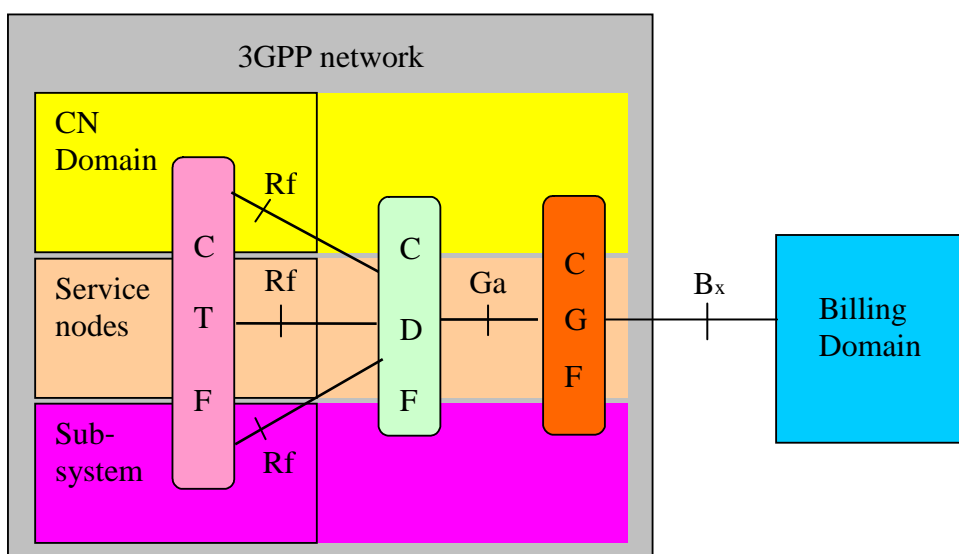 3GPP network
CN
Domain
Rf
C
T
F
Rf
Service
nodes
Sub-
system
Rf
C
D
F
Ga
C
G
F
Bx
Billing
Domain